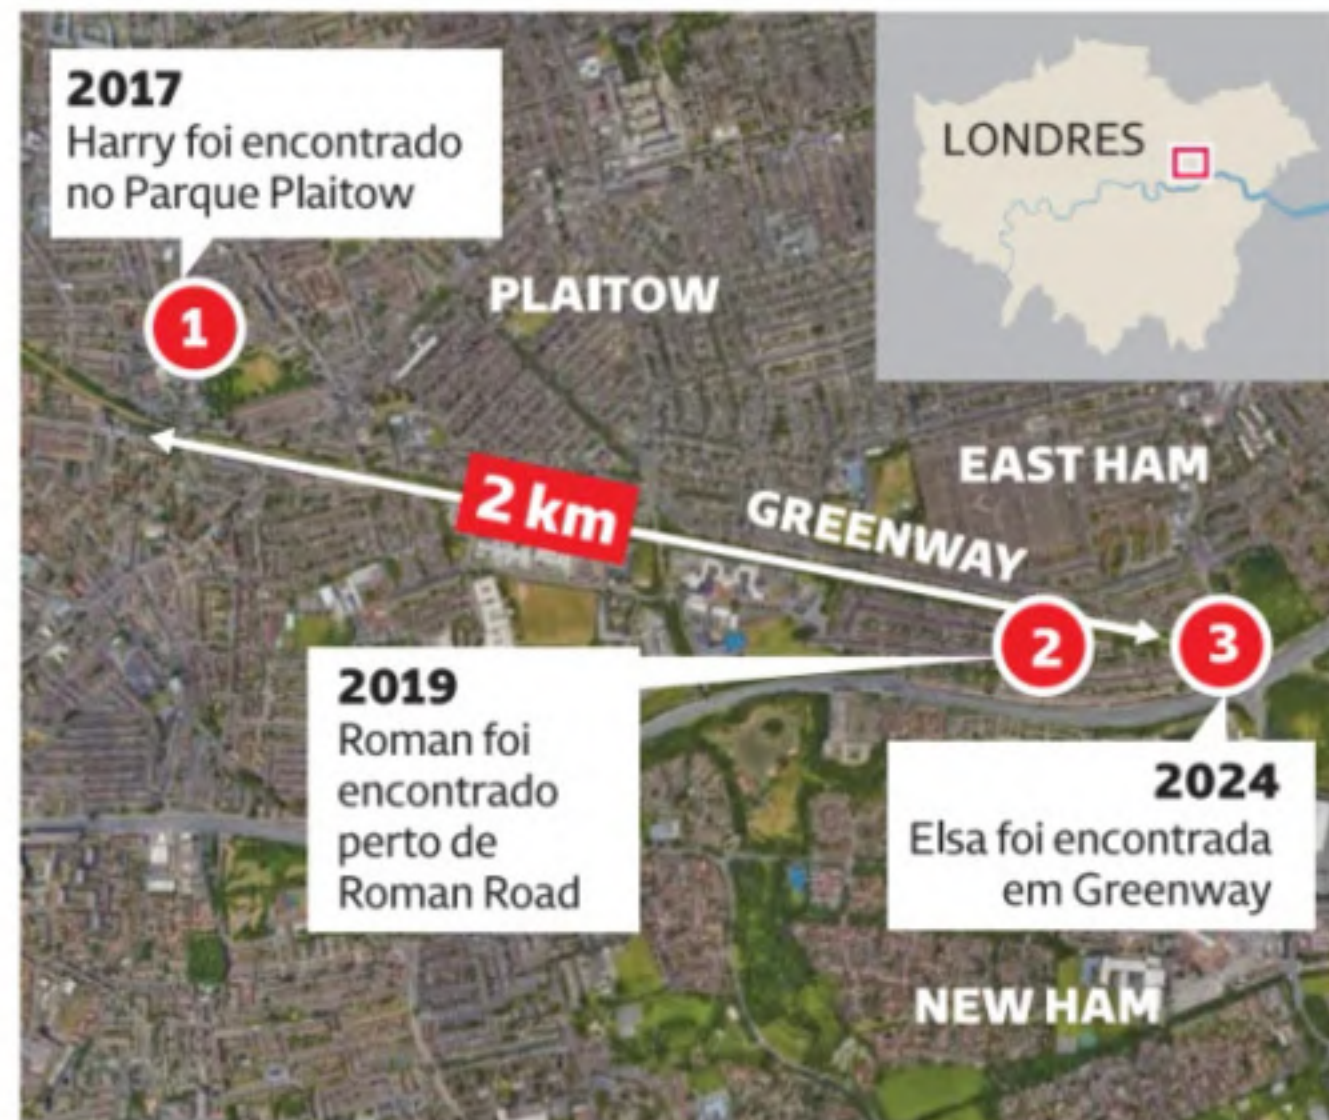 2017
Harry foi encontrado
no Parque Plaitow
LONDRES
1
PLAITOW
EAST HAM
2 km
GREENWAY
2
3
2019
Roman foi
encontrado
perto de
Roman Road
2024
Elsa foi encontrada
em Greenway
NEW HAM